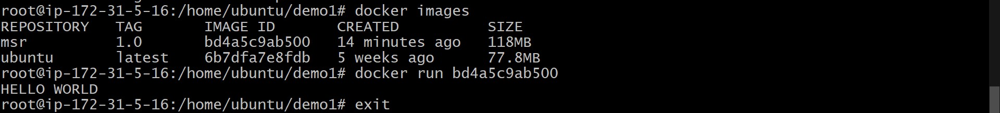 root@ip-172-31-5-16:/home/ubuntu/demo1# docker images
REPOSITORY   TAG       IMAGE ID       CREATED          SIZE
msr          1.0       bd4a5c9ab500   14 minutes ago   118MB
ubuntu       latest    6b7dfa7e8fdb   5 weeks ago      77.8MB
root@ip-172-31-5-16:/home/ubuntu/demo1# docker run bd4a5c9ab500
HELLO WORLD
root@ip-172-31-5-16:/home/ubuntu/demo1# exit